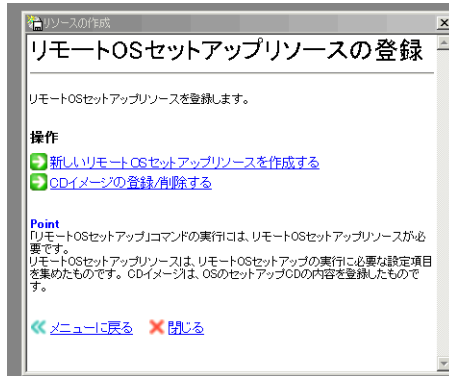 リソースの作成
リモートOSセットアップリソースの登録
リモートOSセットアップリソースを登録します。
操作
新しいリモートOSセットアップリソースを作成する
CDイメージの登録/削除する
Point
「リモートOSセットアップ」コマンドの実行には、リモートOSセットアップリソースが必
要です。
リモートOSセットアップリソースは、リモートセットアップの実行に必要な設定項目
を集めたものです。CDイメージは、OSのセットアップCDの内容を登録したもので
す。
メニューに戻る 閉じる